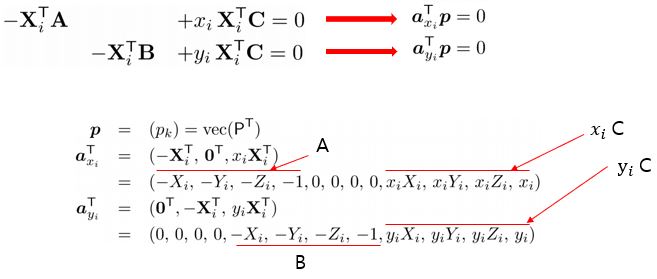 −X_i^T A +x_i X_i^T C = 0 a_{x_i}^T p = 0
−X_i^T B +y_i X_i^T C = 0 a_{y_i}^T p = 0
p = (p_k) = vec(P^T)
a_{x_i}^T = (−X_i^T, 0^T, x_i X_i^T) A x_i C
= (−X_i, −Y_i, −Z_i, −1, 0, 0, 0, 0, x_i X_i, x_i Y_i, x_i Z_i, x_i) y_i C
a_{y_i}^T = (0^T, −X_i^T, y_i X_i^T)
= (0, 0, 0, 0, −X_i, −Y_i, −Z_i, −1, y_i X_i, y_i Y_i, y_i Z_i, y_i)
B